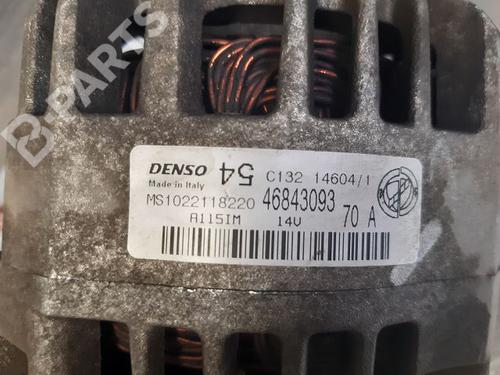 B-PARTS
DENSO 54 C132 14604/1
Made in Italy
MS1022118220 46843093
A115IM 14V 70 A